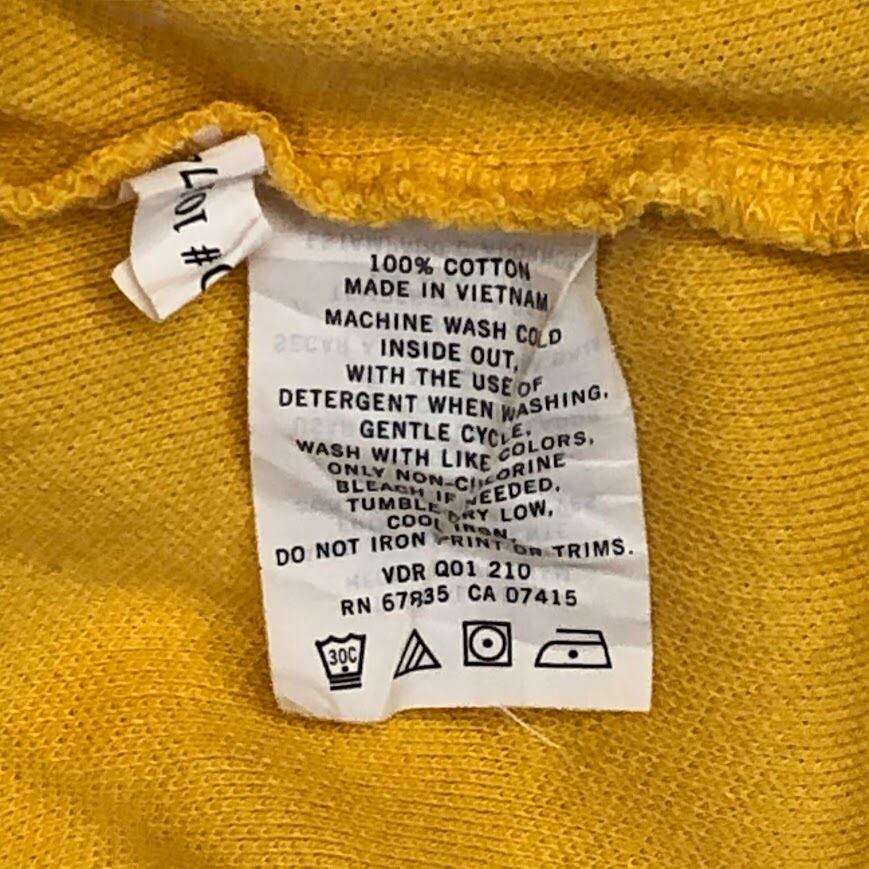 100% COTTON
MADE IN VIETNAM
MACHINE WASH COLD
INSIDE OUT,
WITH THE USE OF
DETERGENT WHEN WASHING,
GENTLE CYCLE,
WASH WITH LIKE COLORS,
ONLY NON-CHLORINE
BLEACH IF NEEDED,
TUMBLE DRY LOW,
COOL IRON,
DO NOT IRON PRINT OR TRIMS.
VDR Q01 210
RN 67835 CA 07415
30C